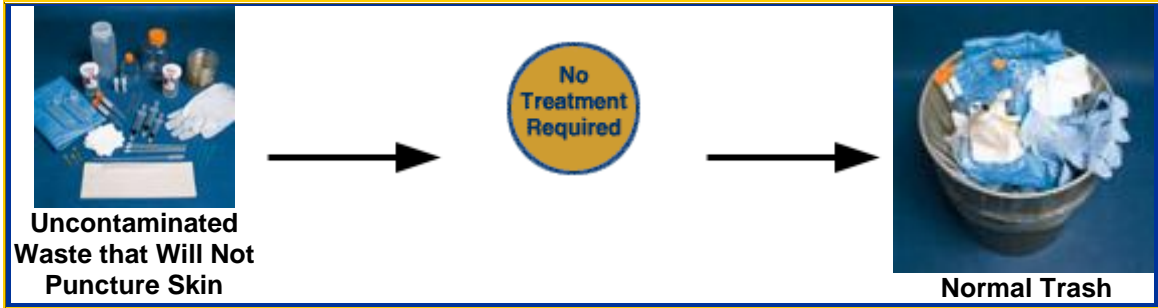 No
Treatment
Required
Uncontaminated
Waste that Will Not
Puncture Skin
Normal Trash